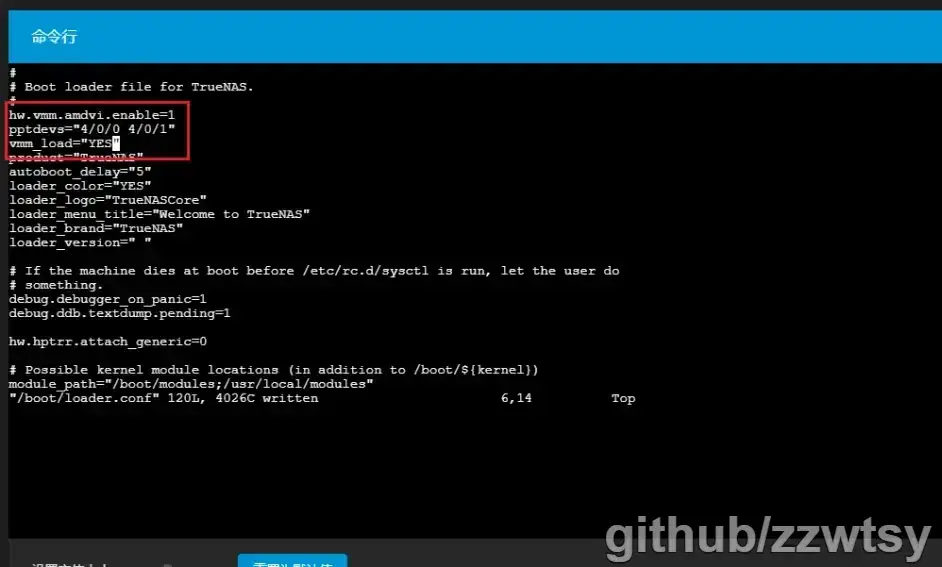 命令行
#
# Boot loader file for TrueNAS.
#
hw.vmm.amdvi.enable=1
pptdevs="4/0/0 4/0/1"
vmm_load="YES"
product="TrueNAS"
autoboot_delay="5"
loader_color="YES"
loader_logo="TrueNASCore"
loader_menu_title="Welcome to TrueNAS"
loader_brand="TrueNAS"
loader_version=" "
# If the machine dies at boot before /etc/rc.d/sysctl is run, let the user do
# something.
debug.debugger_on_panic=1
debug.ddb.textdump.pending=1
hw.hptrr.attach_generic=0
# Possible kernel module locations (in addition to /boot/${kernel})
module_path="/boot/modules;/usr/local/modules"
"/boot/loader.conf" 120L, 4026C written 6,14 Top
github/zzwtsy